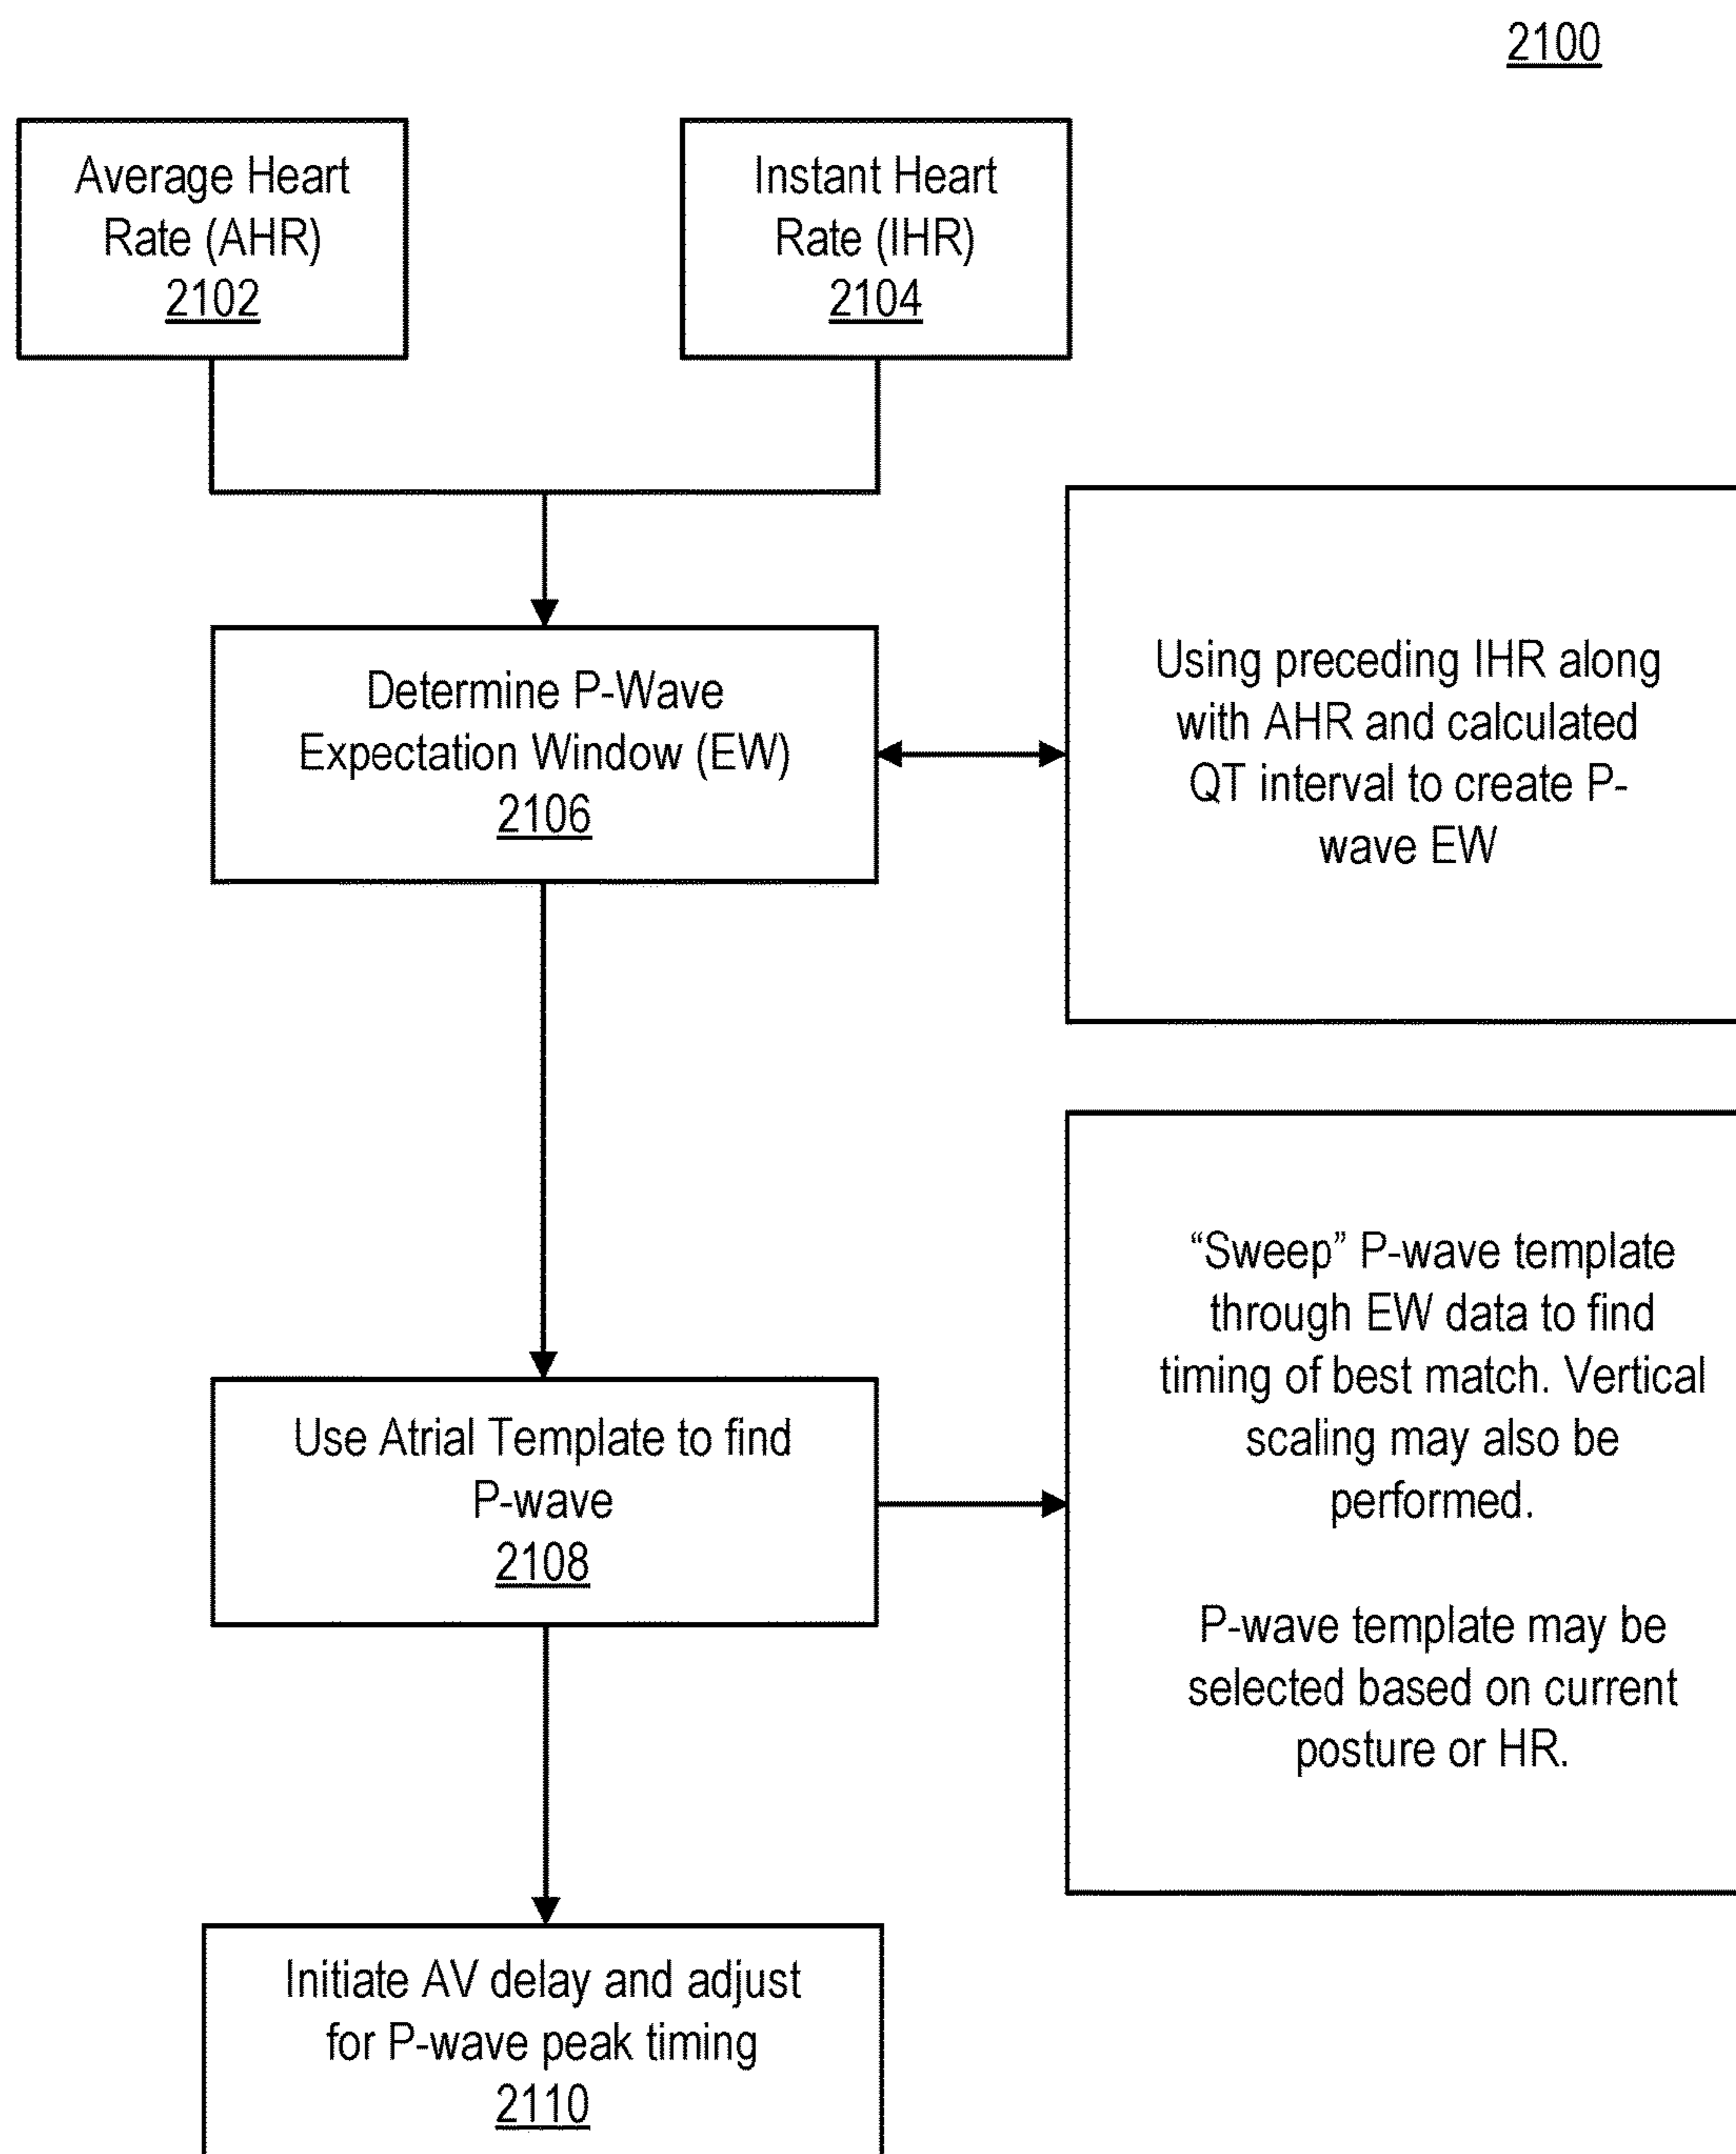 2100
Average Heart
Rate (AHR)
2102
Instant Heart
Rate (IHR)
2104
Determine P-Wave
Expectation Window (EW)
2106
Using preceding IHR along
with AHR and calculated
QT interval to create P-
wave EW
Use Atrial Template to find
P-wave
2108
“Sweep” P-wave template
through EW data to find
timing of best match. Vertical
scaling may also be
performed.
P-wave template may be
selected based on current
posture or HR.
Initiate AV delay and adjust
for P-wave peak timing
2110